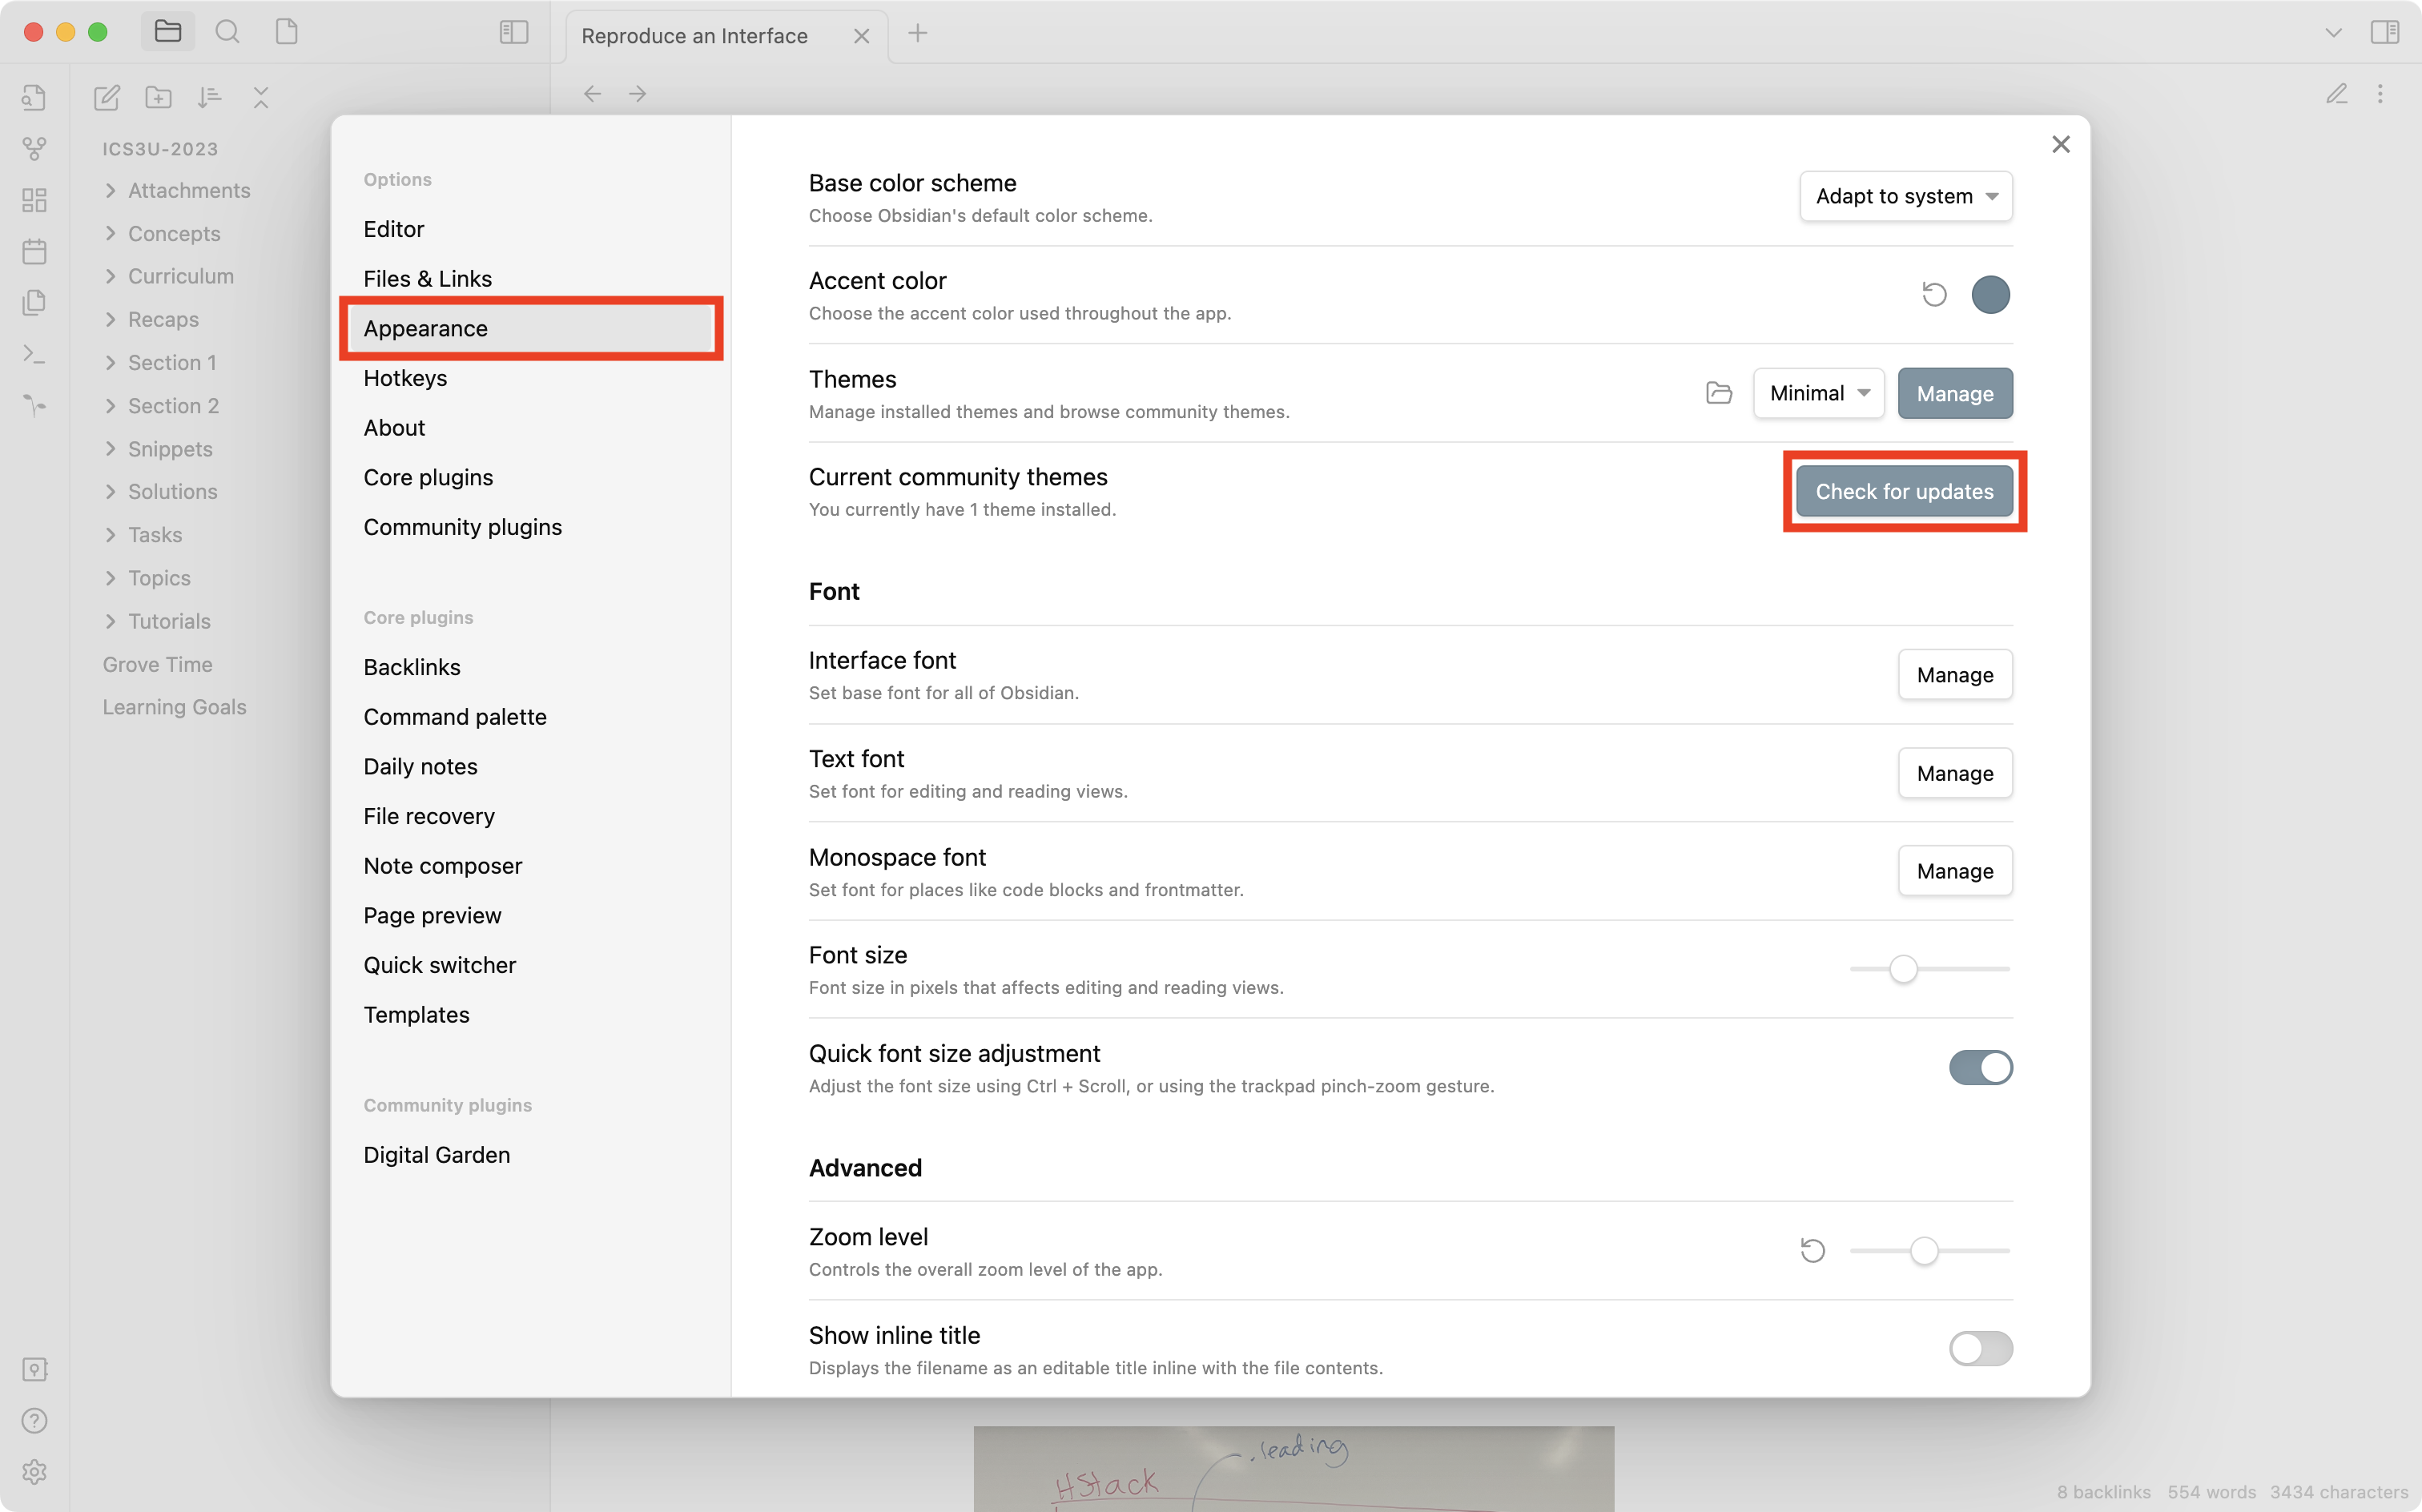 Reproduce an Interface
ICS3U-2023
Attachments
Concepts
Curriculum
Recaps
Section 1
Section 2
Snippets
Solutions
Tasks
Topics
Tutorials
Grove Time
Learning Goals
Options
Editor
Files & Links
Appearance
Hotkeys
About
Core plugins
Community plugins
Core plugins
Backlinks
Command palette
Daily notes
File recovery
Note composer
Page preview
Quick switcher
Templates
Community plugins
Digital Garden
Base color scheme
Choose Obsidian's default color scheme.
Adapt to system
Accent color
Choose the accent color used throughout the app.
Themes
Manage installed themes and browse community themes.
Minimal
Manage
Current community themes
You currently have 1 theme installed.
Check for updates
Font
Interface font
Set base font for all of Obsidian.
Manage
Text font
Set font for editing and reading views.
Manage
Monospace font
Set font for places like code blocks and frontmatter.
Manage
Font size
Font size in pixels that affects editing and reading views.
Quick font size adjustment
Adjust the font size using Ctrl + Scroll, or using the trackpad pinch-zoom gesture.
Advanced
Zoom level
Controls the overall zoom level of the app.
Show inline title
Displays the filename as an editable title inline with the file contents.
.leading
HStack
8 backlinks 554 words 3434 characters